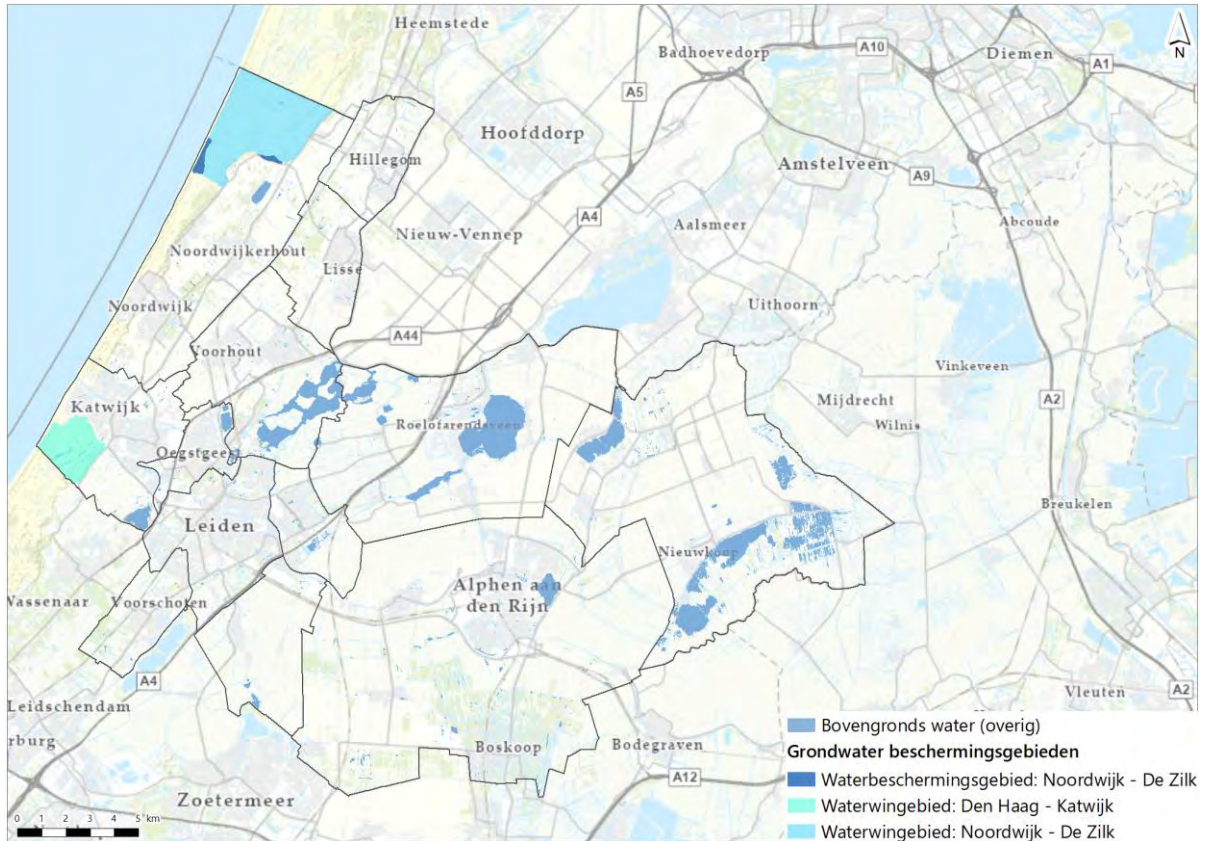 Heemstede
Badhoevedorp
A10
Diemen
A1
N
A5
Hoofddorp
Hillegom
Amstelveen
A9
A4
Abcoude
Aalsmeer
Nieuw-Vennep
Noordwijkerhout
Lisse
Uithoorn
Noordwijk
A44
Voorhout
Vinkeveen
Mijdrecht
A2
Katwijk
Roelofarendsveen
Wilnis
Oegstgeest
Breukelen
Leiden
Nieuwkoop
Alphen aan
den Rijn
Wassenaar
Voorschoten
A4
Vleuten
A2
Leidschendam
rburg
Boskoop
Bodegraven
A12
Zoetermeer
0 1 2 3 4 5 km
Bovengronds water (overig)
Grondwater beschermingsgebieden
Waterbeschermingsgebied: Noordwijk - De Zilk
Waterwingebied: Den Haag - Katwijk
Waterwingebied: Noordwijk - De Zilk